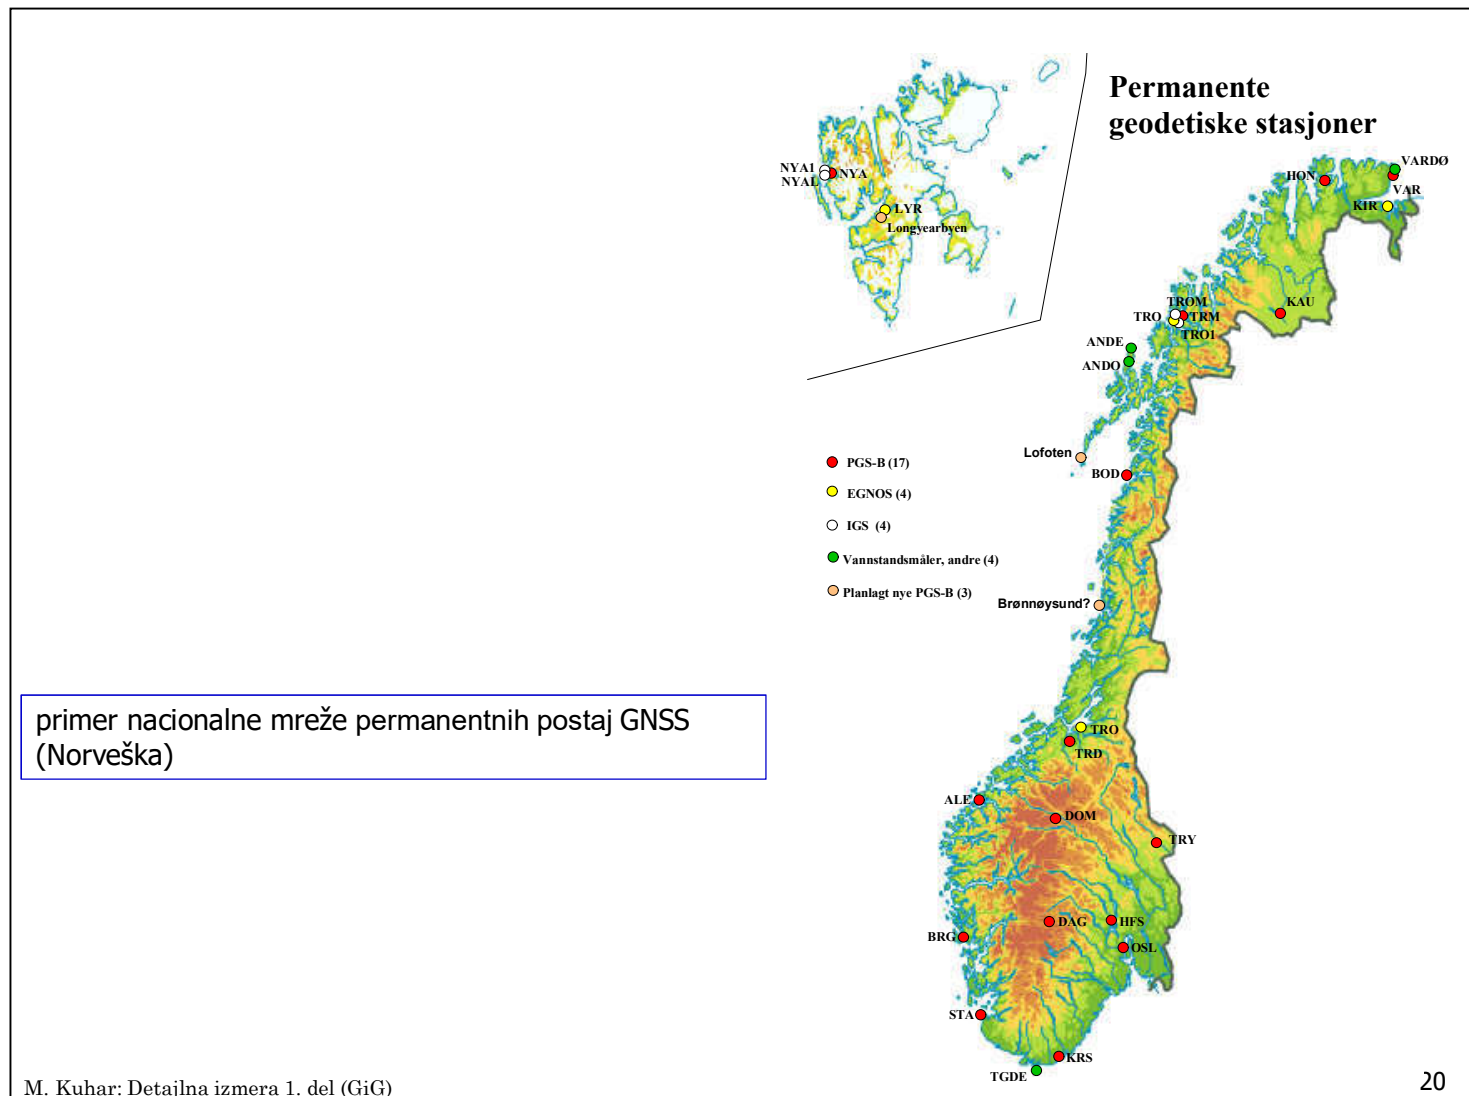 Permanente
geodetiske stasjoner
NYA1
NYAL
NYA
LYR
Longyearbyen
VARDØ
HON
VAR
KIR
KAU
TROM
TRO
TRM
TRO1
ANDE
ANDO
Lofoten
BOD
PGS-B (17)
EGNOS (4)
IGS (4)
Vannstandsmåler, andre (4)
Planlagt nye PGS-B (3)
Brønnøysund?
primer nacionalne mreže permanentnih postaj GNSS
(Norveška)
TRO
TRD
ALE
DOM
TRY
DAG
HFS
BRG
OSL
STA
KRS
TGDE
M. Kuhar: Detajlna izmera 1. del (GiG)
20